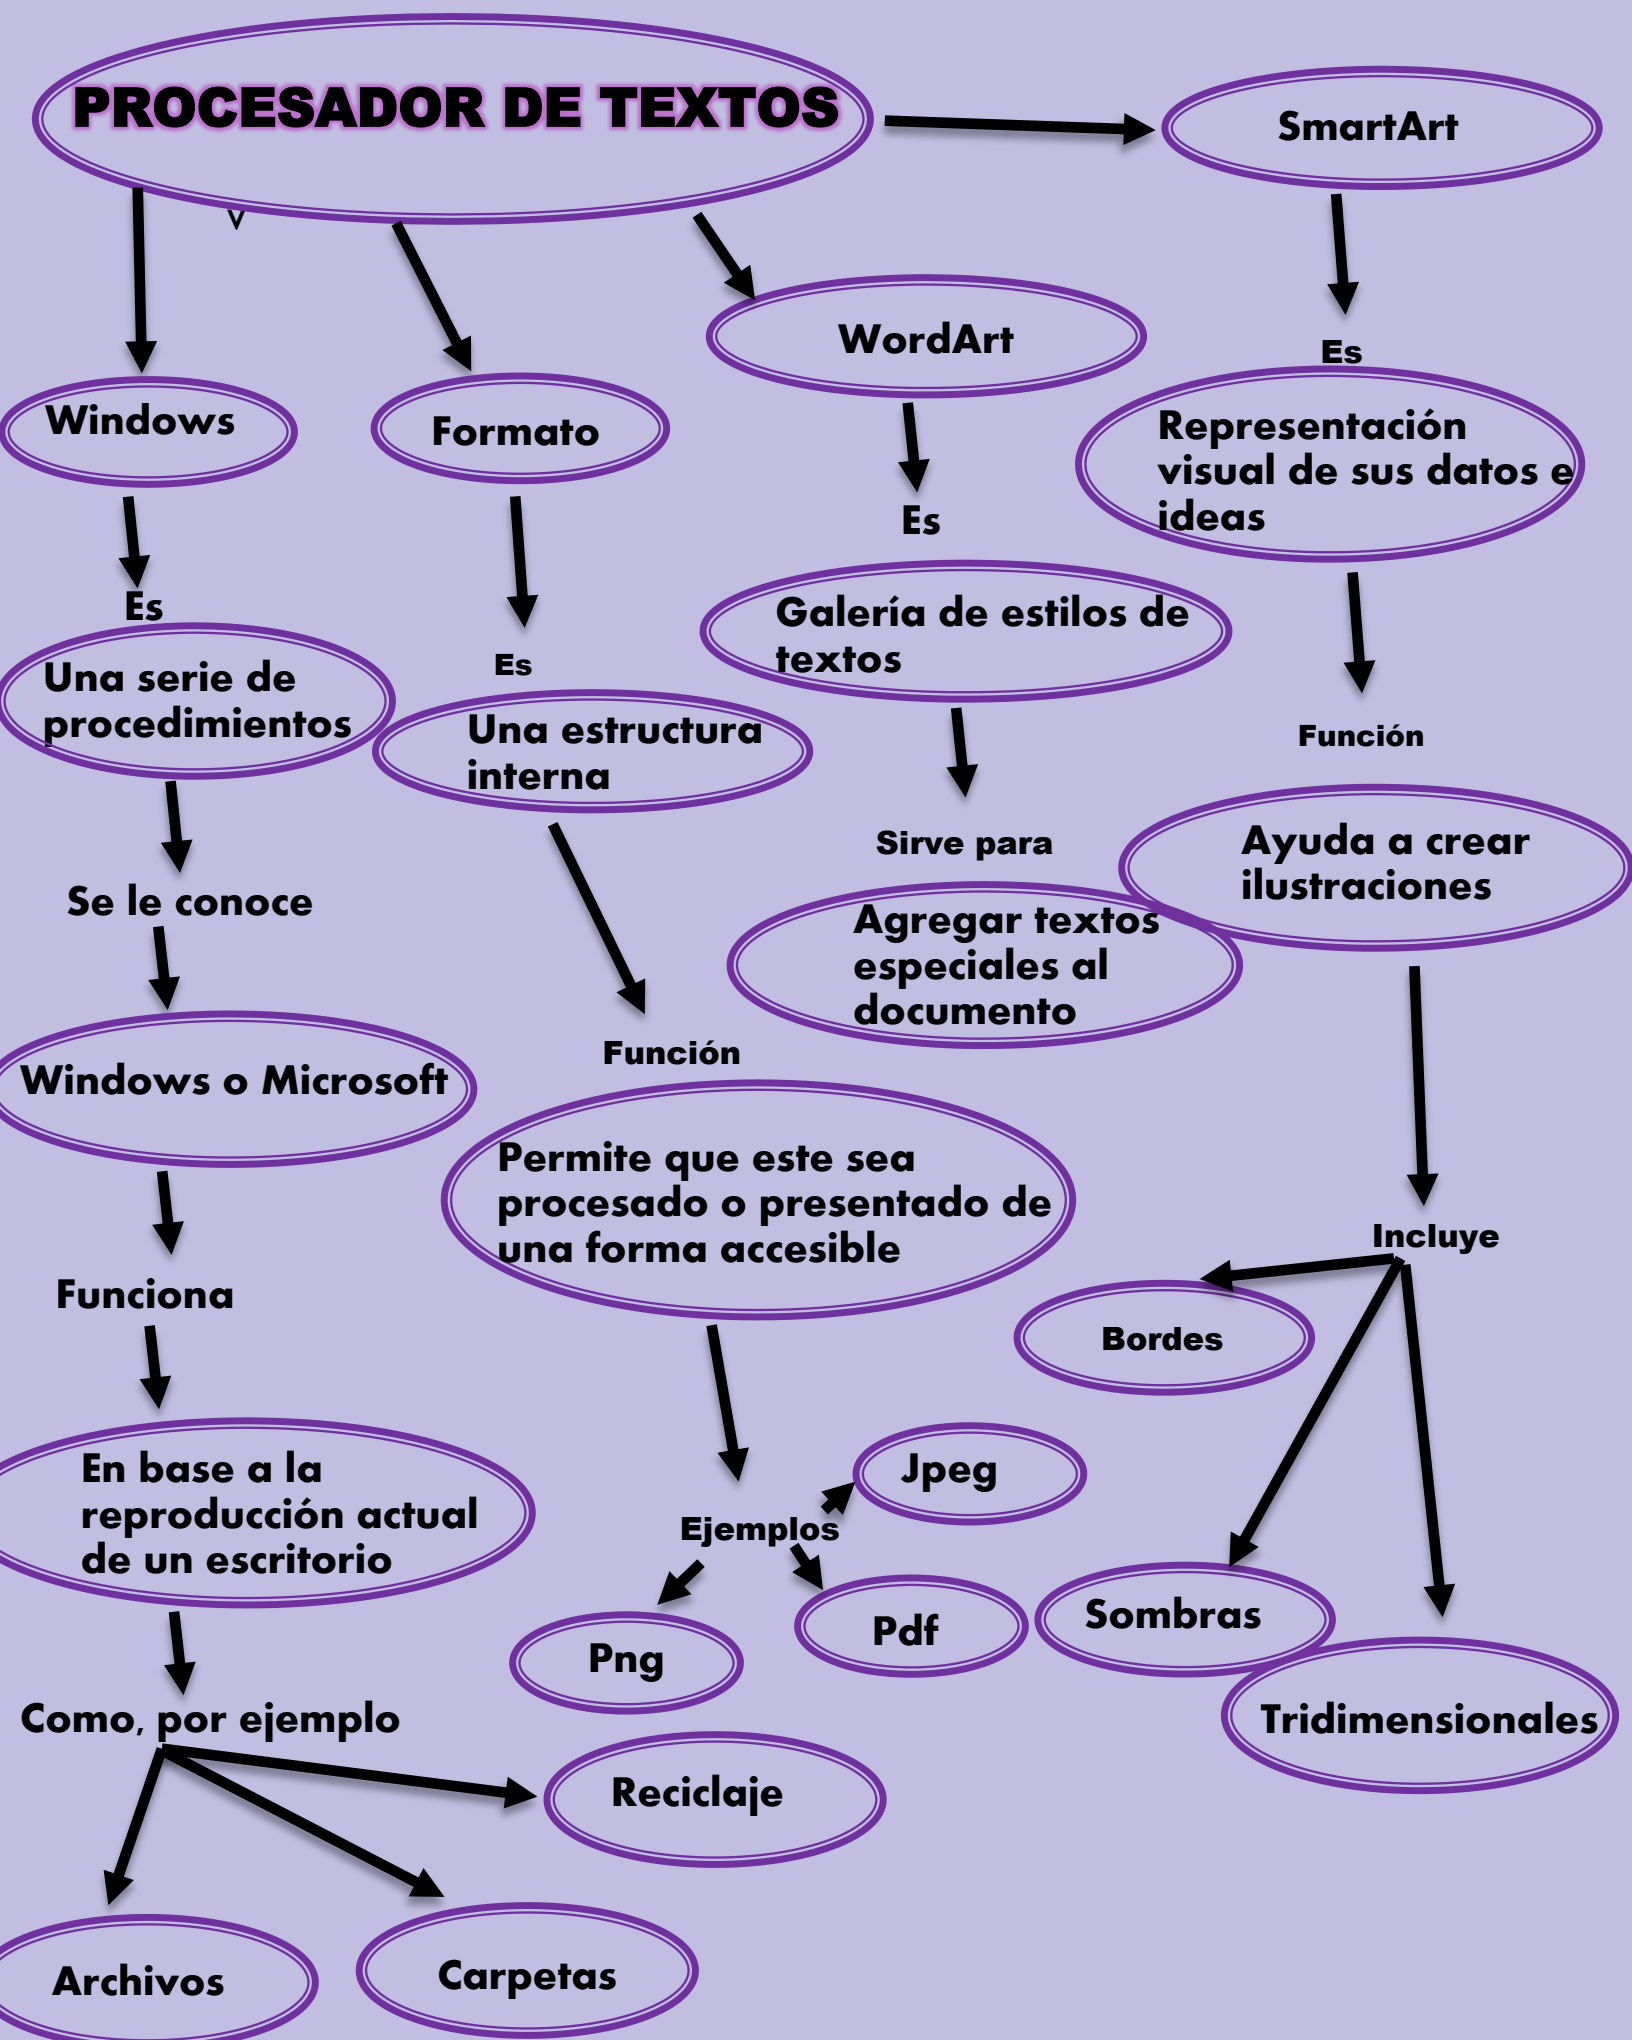 PROCESADOR DE TEXTOS
SmartArt
WordArt
Es
Windows
Formato
Representación
visual de sus datos e
ideas
Es
Es
Galería de estilos de
textos
Es
Una serie de
procedimientos
Una estructura
interna
Función
Sirve para
Ayuda a crear
ilustraciones
Se le conoce
Agregar textos
especiales al
documento
Función
Windows o Microsoft
Permite que este sea
procesado o presentado de
una forma accesible
Incluye
Funciona
Bordes
En base a la
reproducción actual
de un escritorio
Jpeg
Ejemplos
Pdf
Png
Sombras
Tridimensionales
Como, por ejemplo
Reciclaje
Archivos
Carpetas